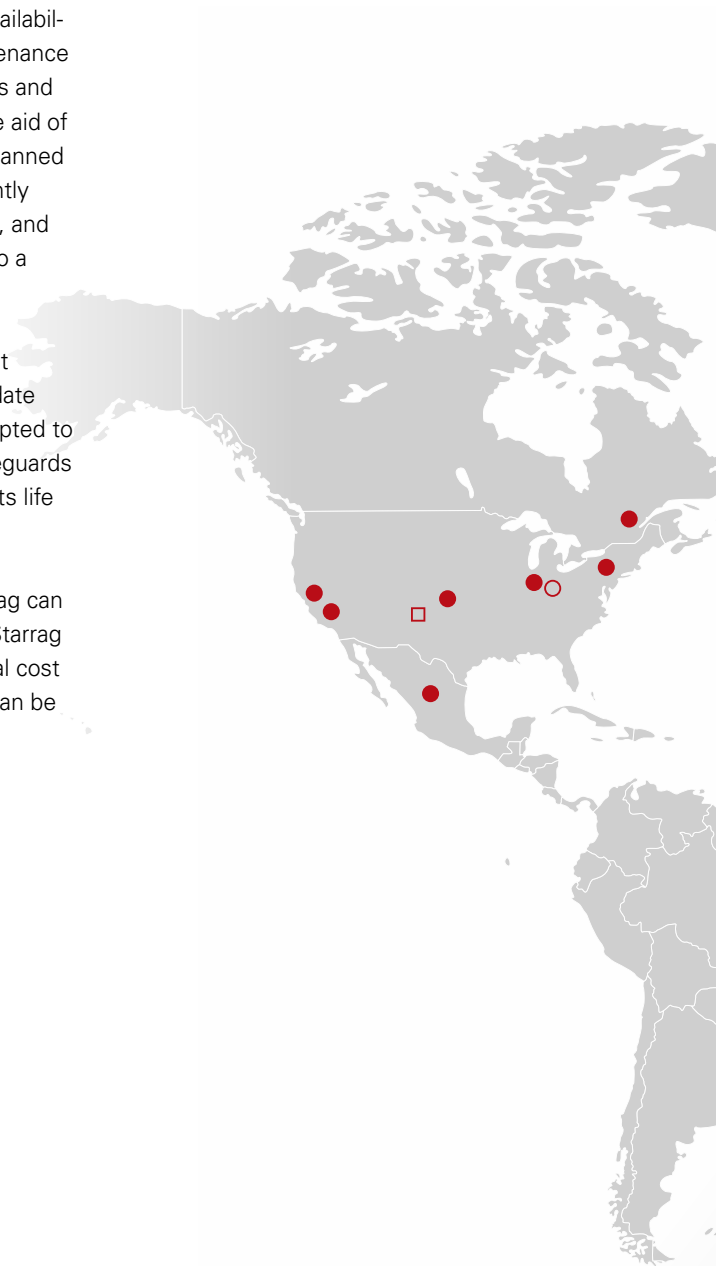 ailabil-
enance
s and
e aid of
anned
ntly
, and
o a
t
late
pted to
eguards
ts life
ag can
Starrag
al cost
an be